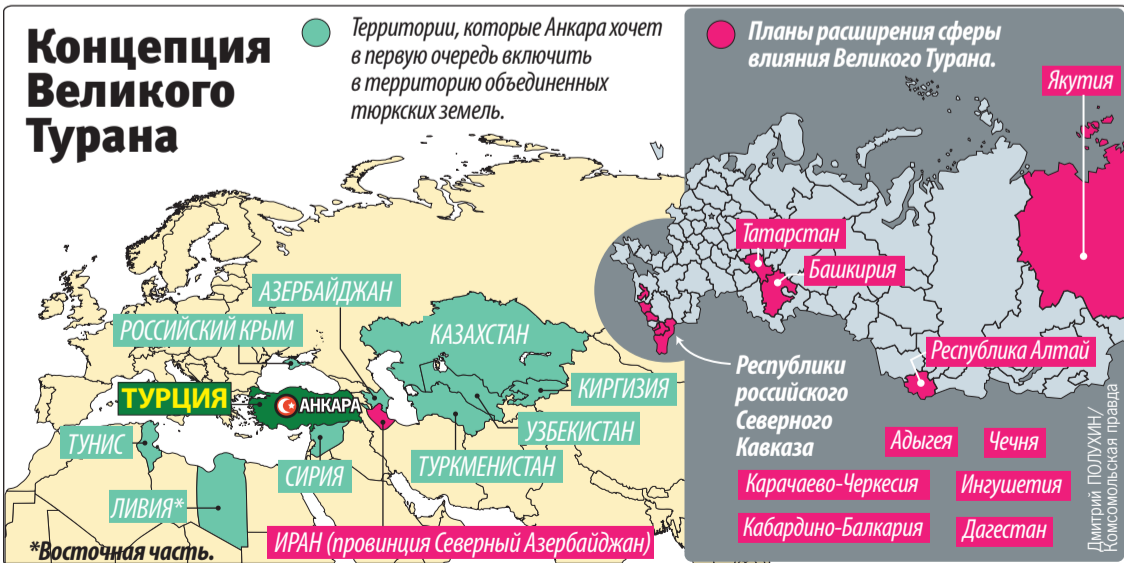 Концепция
Великого
Турана
Территории, которые Анкара хочет
в первую очередь включить
в территорию объединенных
тюркских земель.
АЗЕРБАЙДЖАН
РОССИЙСКИЙ КРЫМ
КАЗАХСТАН
ТУРЦИЯ
АНКАРА
КИРГИЗИЯ
ТУНИС
УЗБЕКИСТАН
СИРИЯ
ТУРКМЕНИСТАН
ЛИВИЯ*
ИРАН (провинция Северный Азербайджан)
*Восточная часть.
Планы расширения сферы
влияния Великого Турана.
Якутия
Татарстан
Башкирия
Республика Алтай
Республики
российского
Северного
Кавказа
Адыгея
Чечня
Карачаево-Черкесия
Ингушетия
Кабардино-Балкария
Дагестан
Дмитрий ПОЛУХИН/
Комсомольская правда